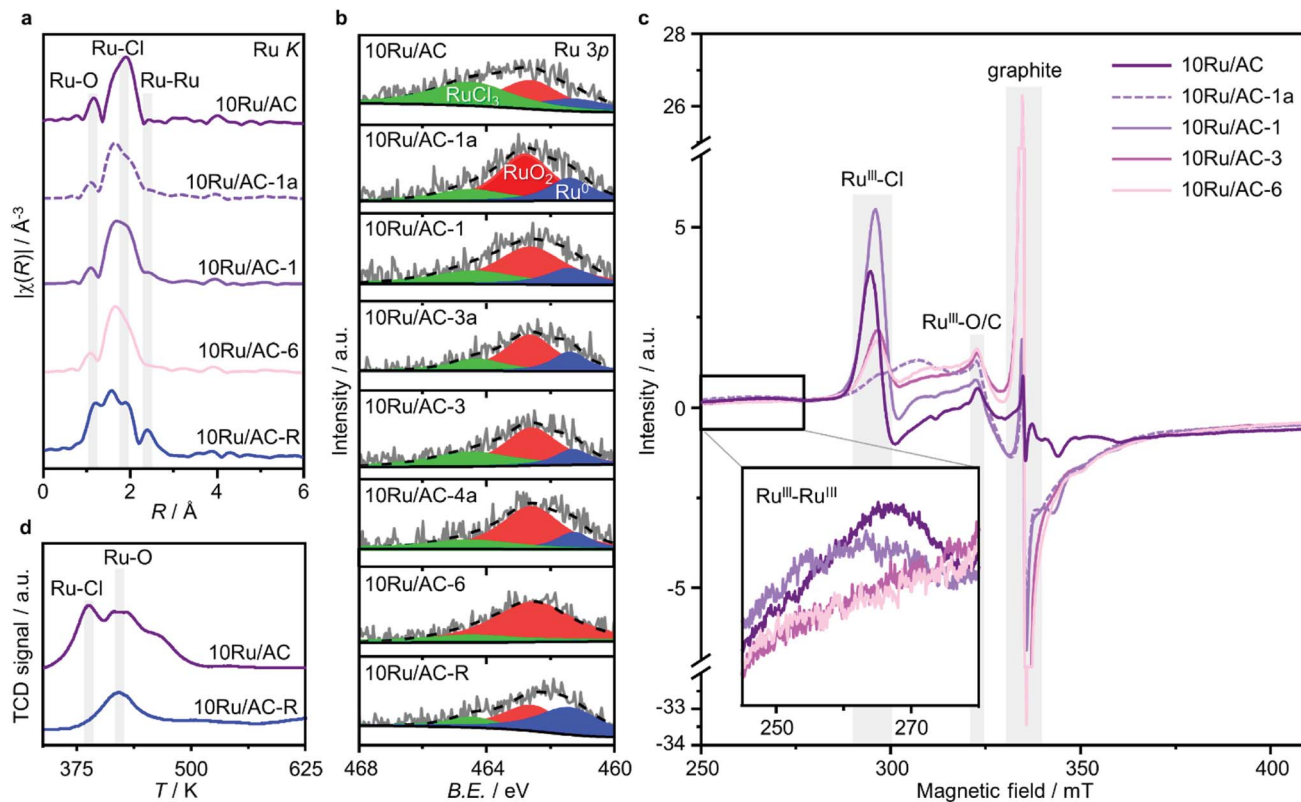 a
Ru-Cl
Ru K
Ru-O
Ru-Ru
10Ru/AC
10Ru/AC-1a
10Ru/AC-1
10Ru/AC-6
10Ru/AC-R
|χ(R)| / Å-3
0
2
4
6
R / Å
b
10Ru/AC
Ru 3p
RuCl3
10Ru/AC-1a
RuO2
Ru0
10Ru/AC-1
10Ru/AC-3a
10Ru/AC-3
10Ru/AC-4a
10Ru/AC-6
10Ru/AC-R
Intensity / a.u.
468
464
460
B.E. / eV
c
28
26
5
0
-5
-33
-34
Intensity / a.u.
graphite
RuIII-Cl
RuIII-O/C
10Ru/AC
10Ru/AC-1a
10Ru/AC-1
10Ru/AC-3
10Ru/AC-6
RuIII-RuIII
250
270
250
300
350
400
Magnetic field / mT
d
Ru-O
Ru-Cl
10Ru/AC
10Ru/AC-R
TCD signal / a.u.
375
500
625
T / K